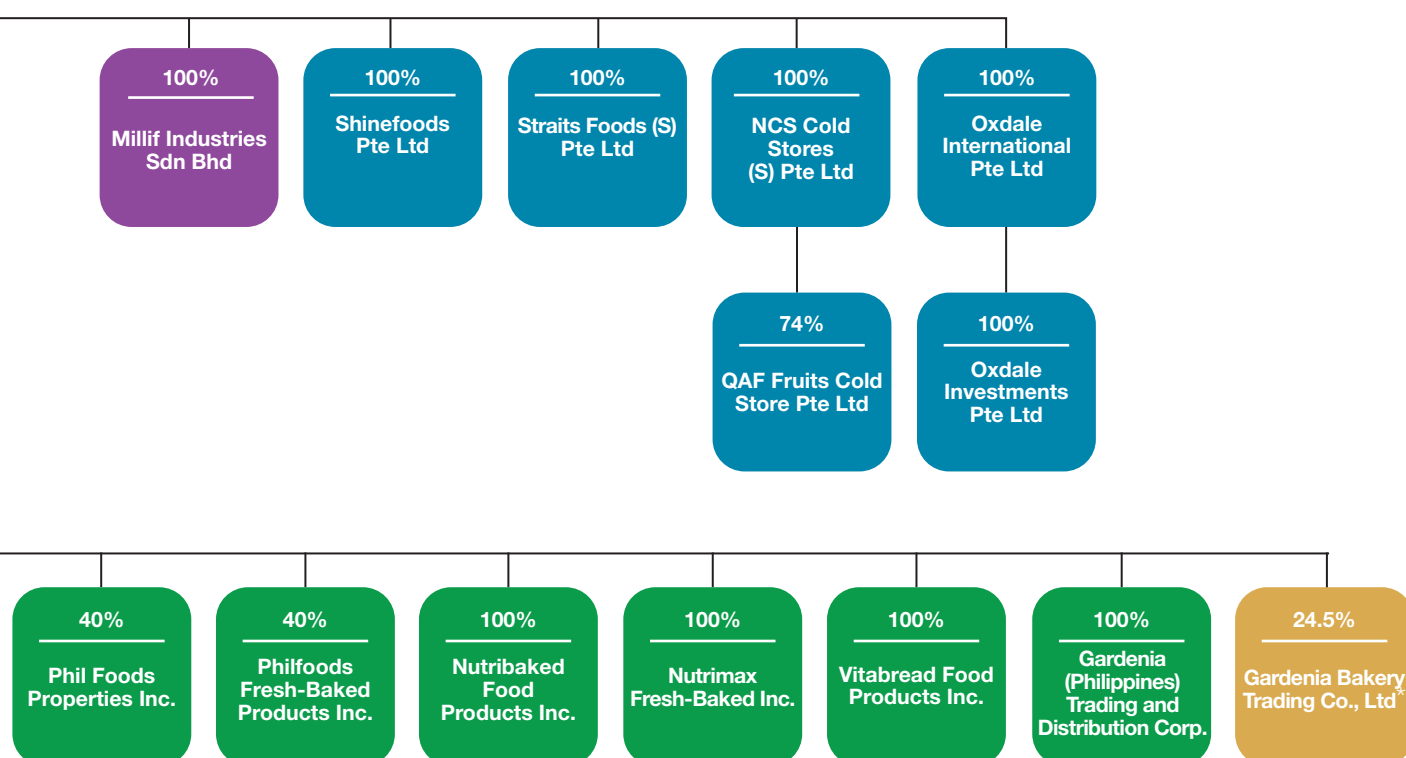 100%
Millif Industries
Sdn Bhd
100%
Shinefoods
Pte Ltd
100%
Straits Foods (S)
Pte Ltd
100%
NCS Cold
Stores
(S) Pte Ltd
100%
Oxdale
International
Pte Ltd
74%
QAF Fruits Cold
Store Pte Ltd
100%
Oxdale
Investments
Pte Ltd
40%
Phil Foods
Properties Inc.
40%
Philfoods
Fresh-Baked
Products Inc.
100%
Nutribaked
Food
Products Inc.
100%
Nutrimax
Fresh-Baked Inc.
100%
Vitabread Food
Products Inc.
100%
Gardenia
(Philippines)
Trading and
Distribution Corp.
24.5%
Gardenia Bakery
Trading Co., Ltd*